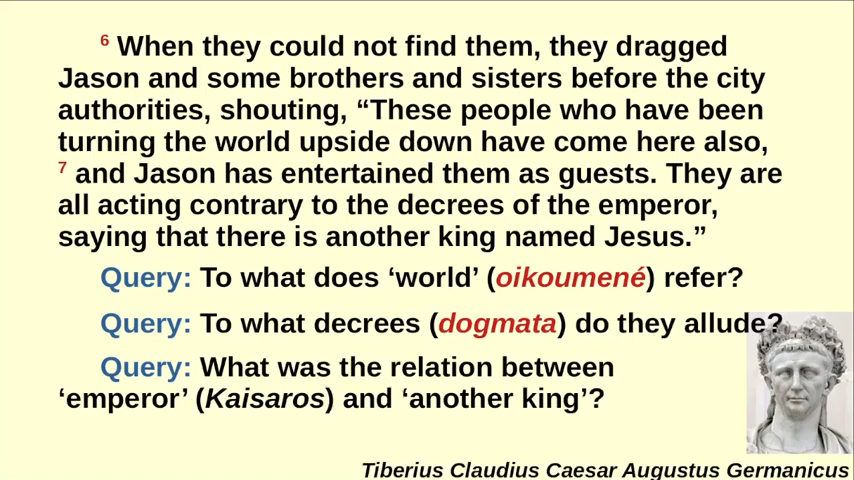 6 When they could not find them, they dragged
Jason and some brothers and sisters before the city
authorities, shouting, “These people who have been
turning the world upside down have come here also,
7 and Jason has entertained them as guests. They are
all acting contrary to the decrees of the emperor,
saying that there is another king named Jesus.”
Query: To what does ‘world’ (oikoumené) refer?
Query: To what decrees (dogmata) do they allude?
Query: What was the relation between
‘emperor’ (Kaisaros) and ‘another king’?
Tiberius Claudius Caesar Augustus Germanicus